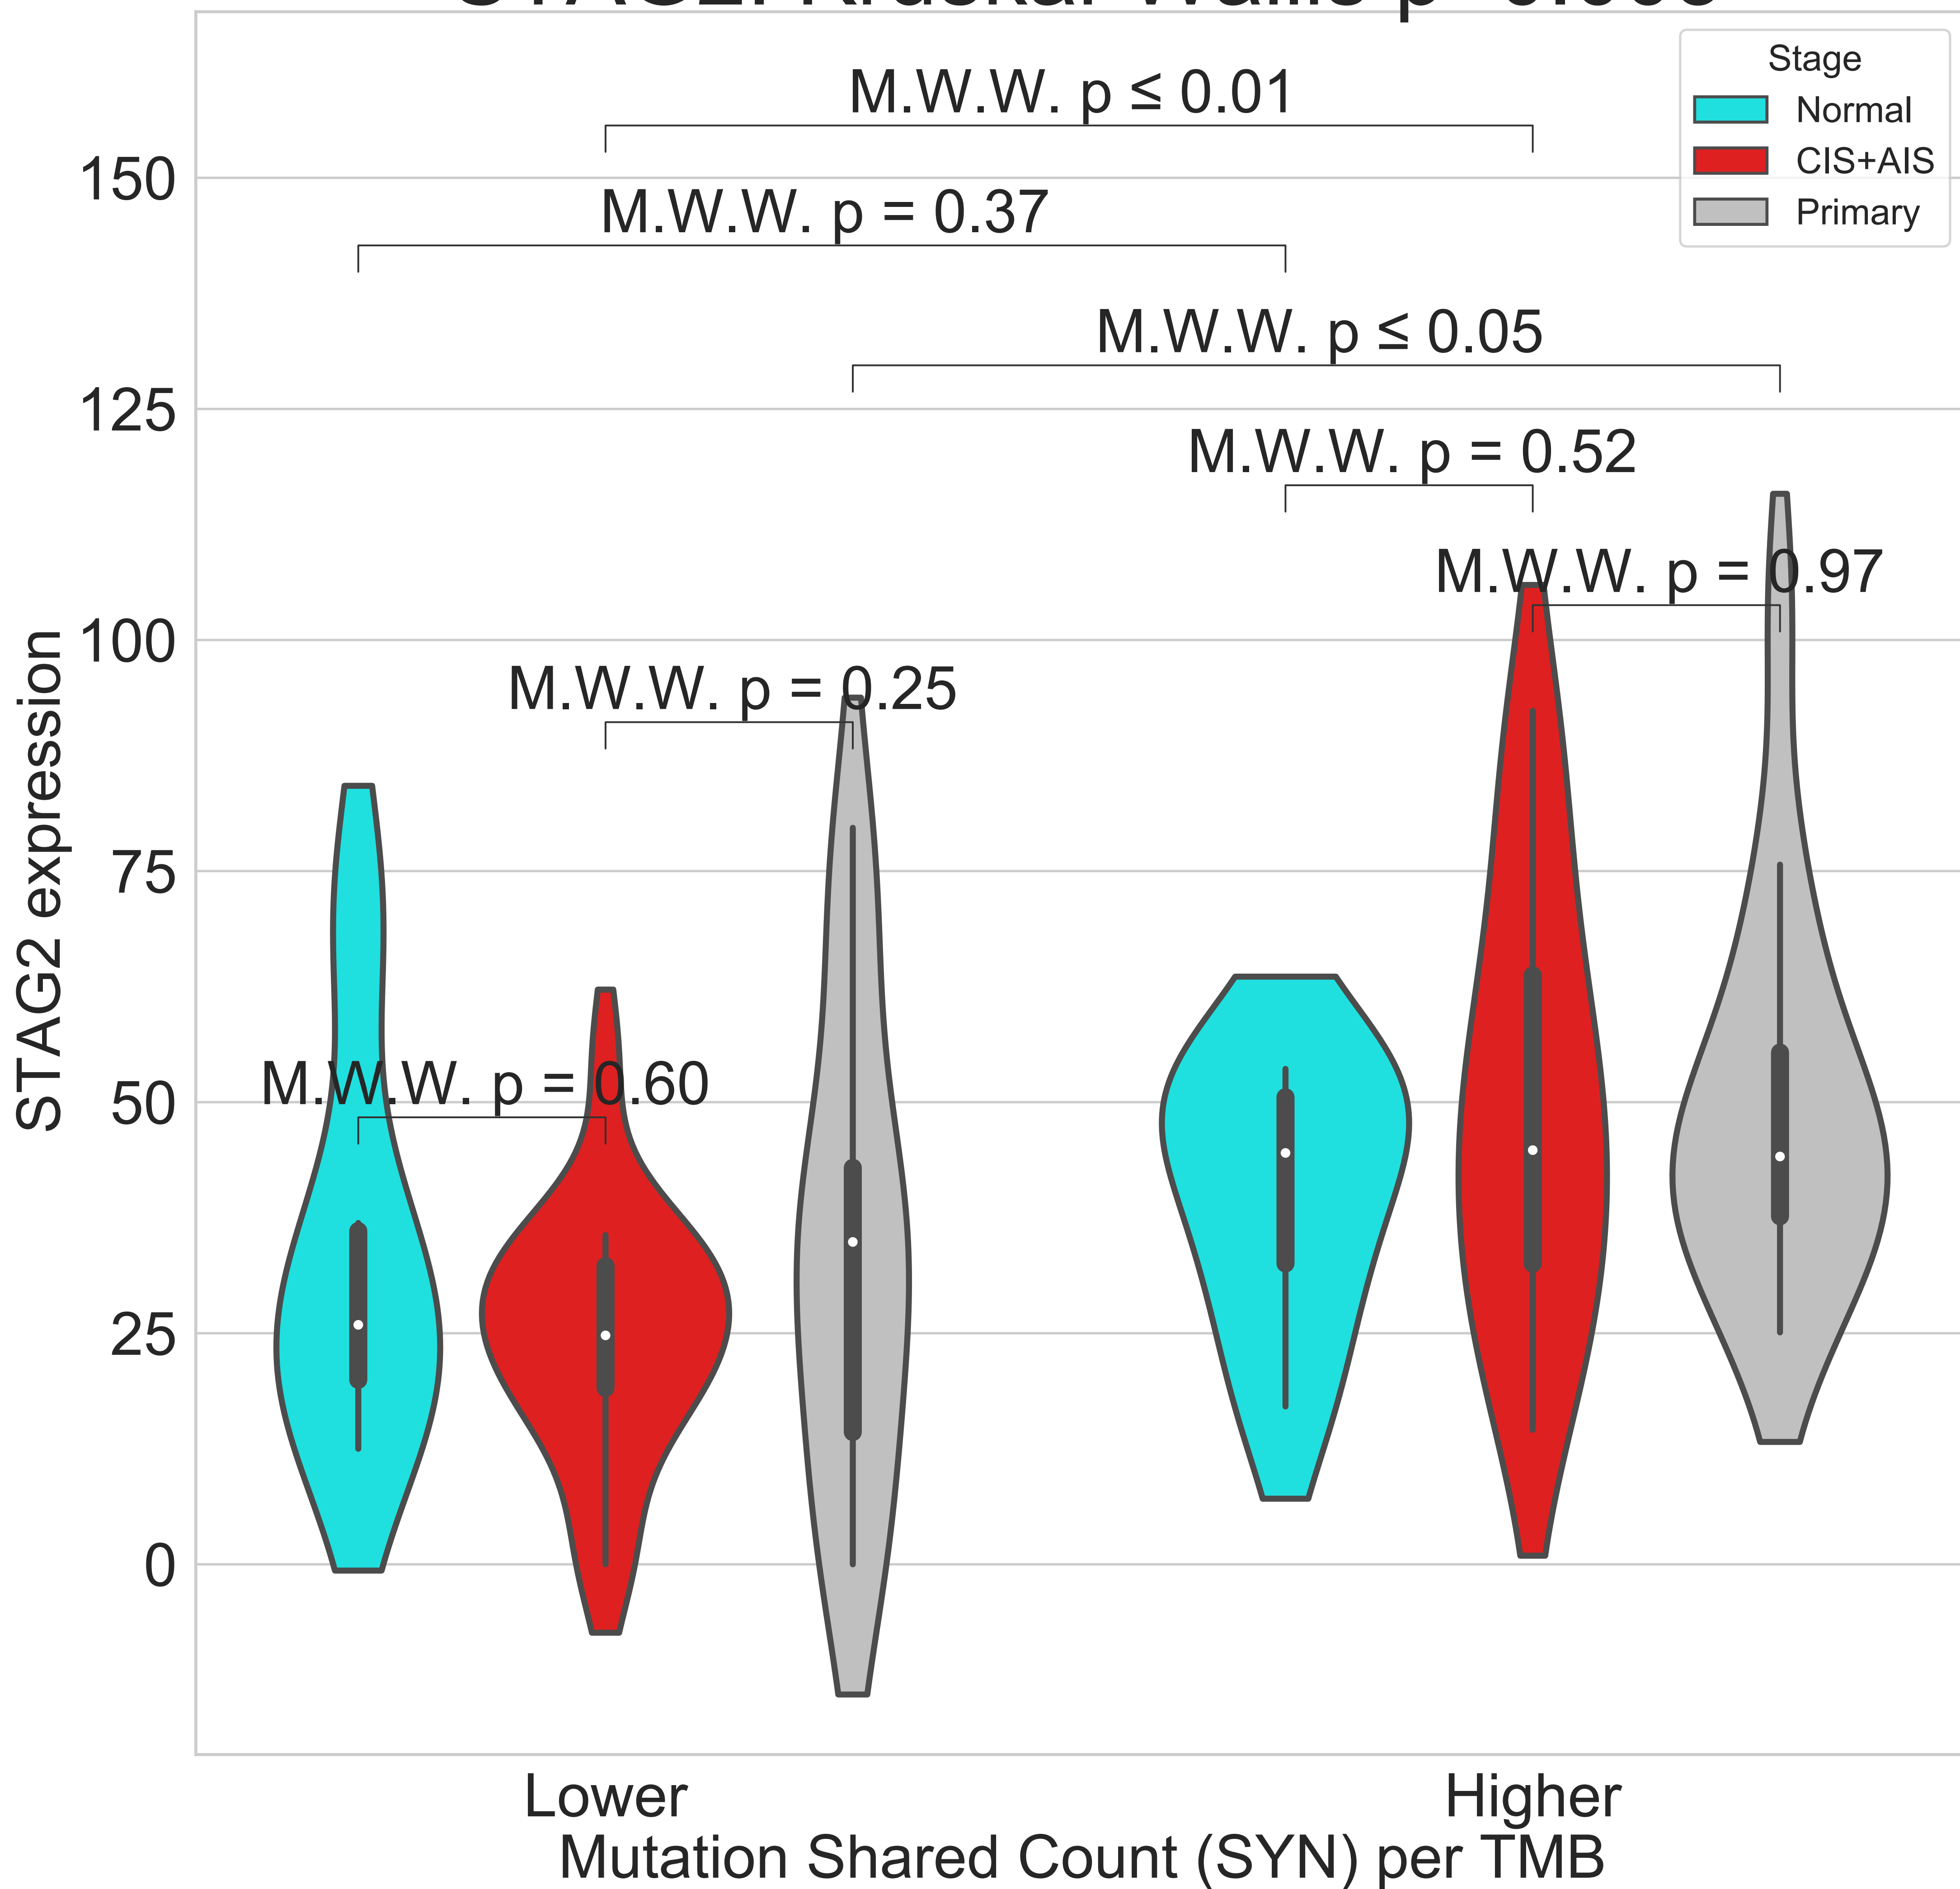 Stage
Normal
CIS+AIS
Primary
M.W.W. p ≤ 0.01
M.W.W. p = 0.37
M.W.W. p ≤ 0.05
M.W.W. p = 0.52
M.W.W. p = 0.97
M.W.W. p = 0.25
M.W.W. p = 0.60
150
125
100
75
50
25
0
STAG2 expression
Lower
Higher
Mutation Shared Count (SYN) per TMB